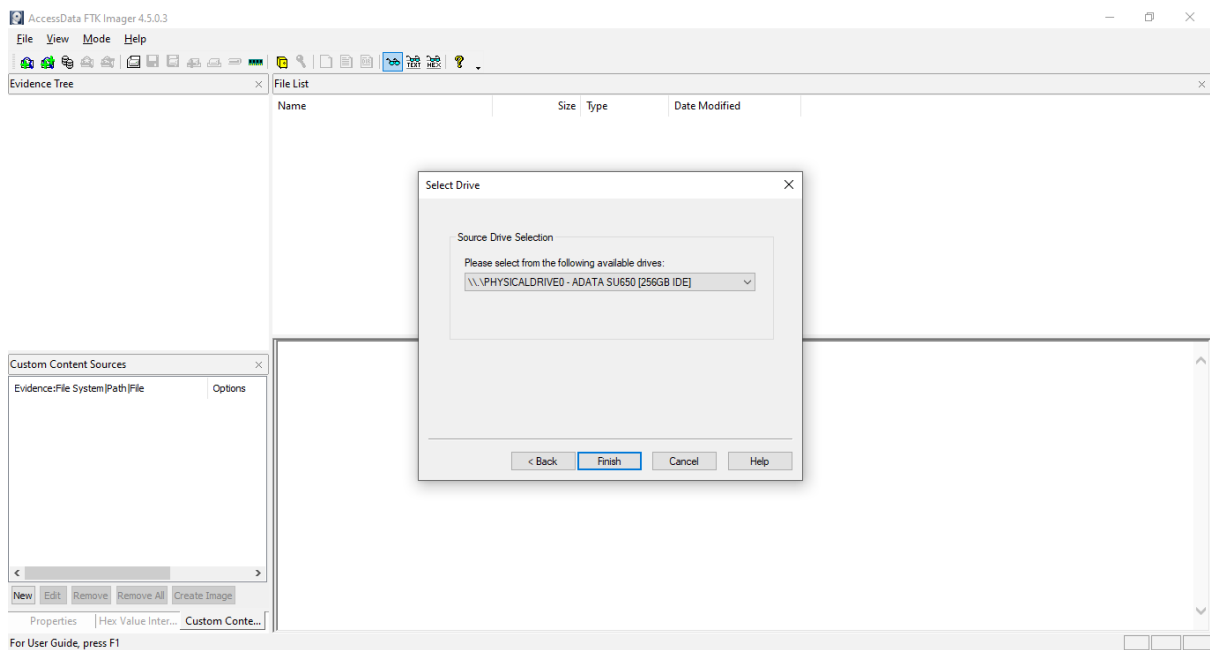 AccessData FTK Imager 4.5.0.3
File View Mode Help
TEXT HEX
Evidence Tree
File List
Name Size Type Date Modified
Select Drive
Source Drive Selection
Please select from the following available drives:
\\.\PHYSICALDRIVE0 - ADATA SU650 [256GB IDE]
< Back Finish Cancel Help
Custom Content Sources
Evidence:File System|Path|File Options
New Edit Remove Remove All Create Image
Properties Hex Value Inter... Custom Conte...
For User Guide, press F1